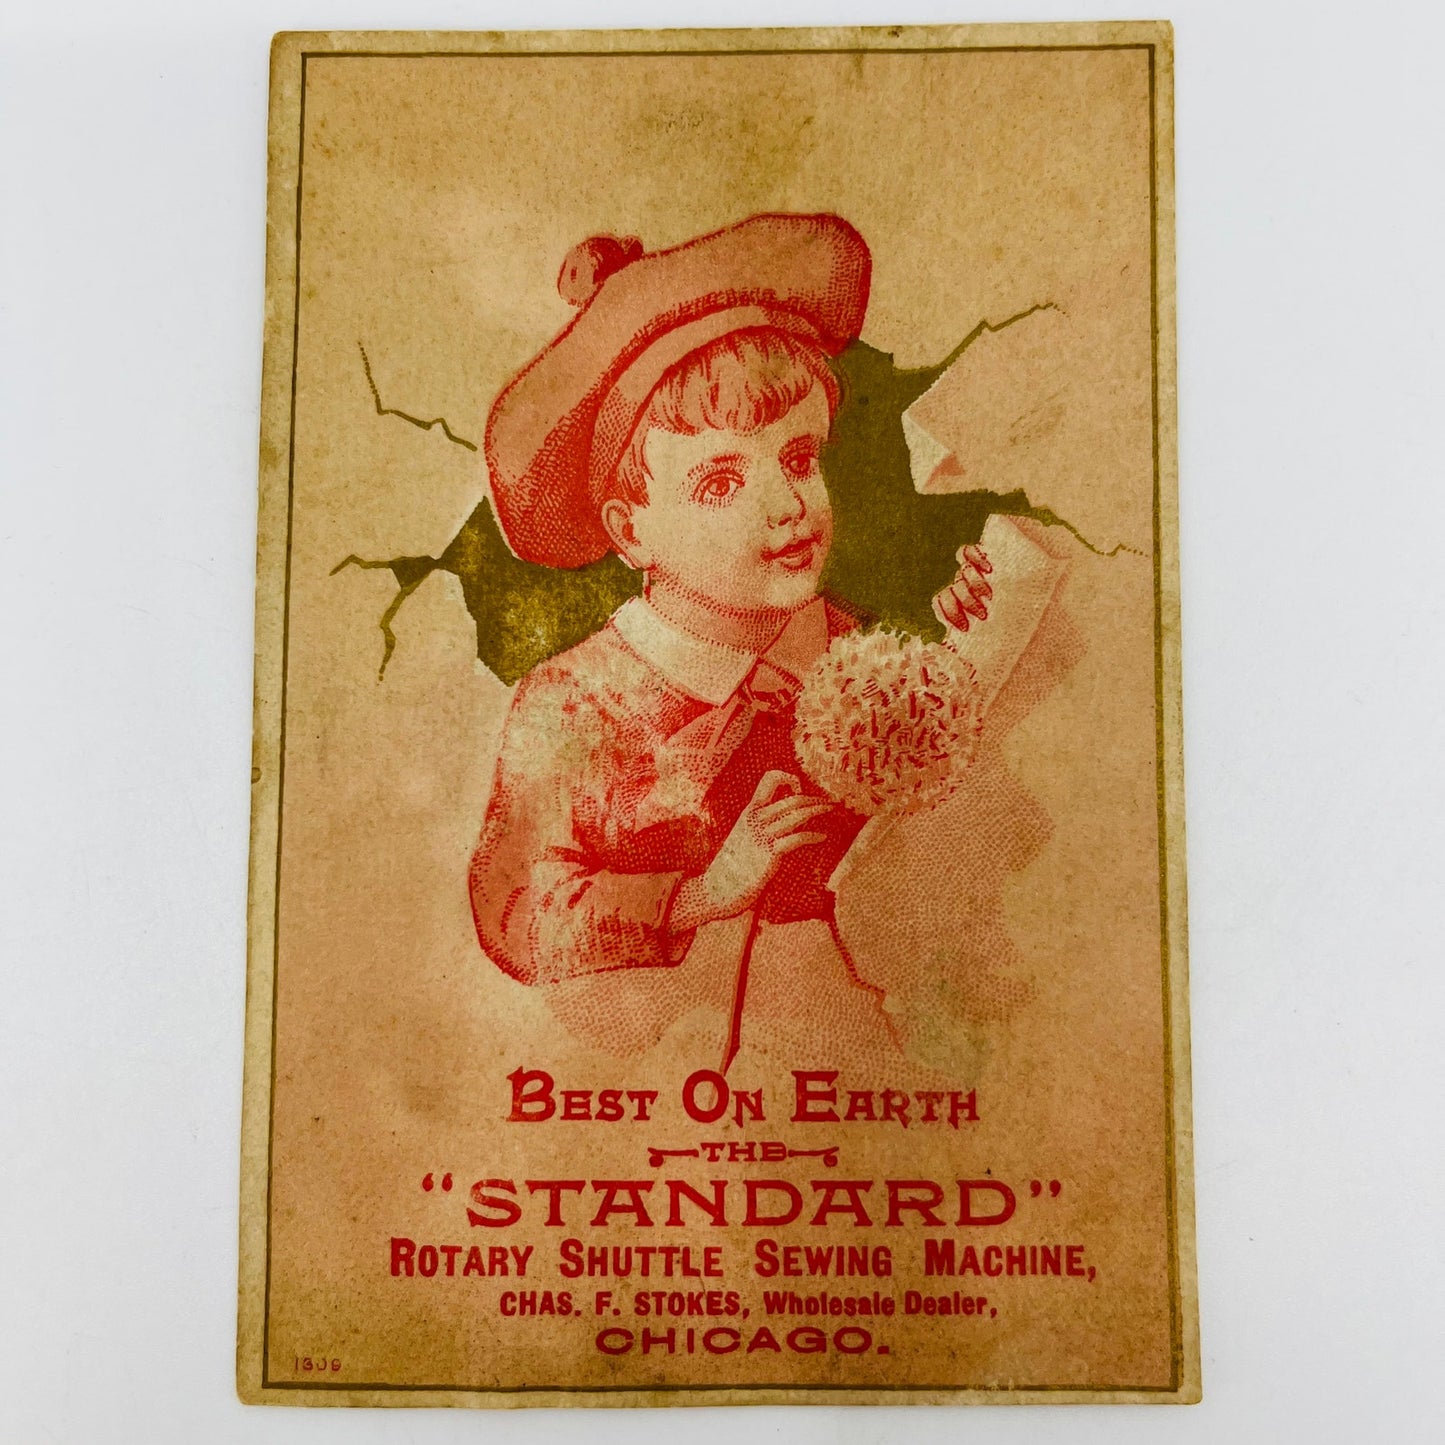 BEST ON EARTH
THE
“STANDARD”
ROTARY SHUTTLE SEWING MACHINE,
CHAS. F. STOKES, Wholesale Dealer,
CHICAGO.
1309